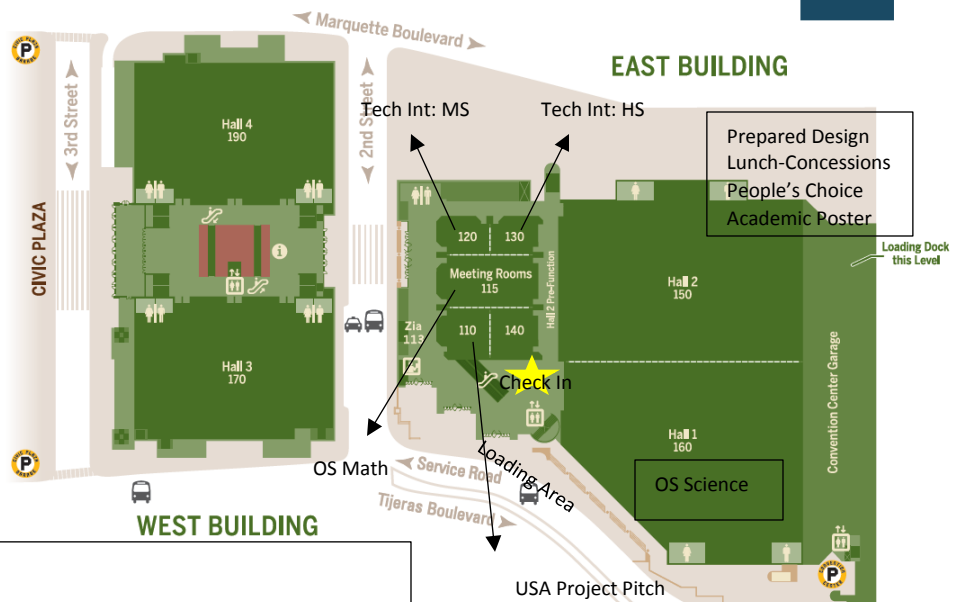 Marquette Boulevard
EAST BUILDING
3rd Street
2nd Street
Tech Int: MS
Tech Int: HS
Prepared Design
Lunch-Concessions
People's Choice
Academic Poster
Hall 4
190
CIVIC PLAZA
120
130
Meeting Rooms
115
Hall 2 Pre-Function
Hall 2
150
Loading Dock
this Level
Zia
113
110
140
Hall 3
170
Check In
Hall 1
160
Convention Center Garage
OS Math
Service Road
Loading Area
OS Science
Tijeras Boulevard
WEST BUILDING
USA Project Pitch
P
P
P
i